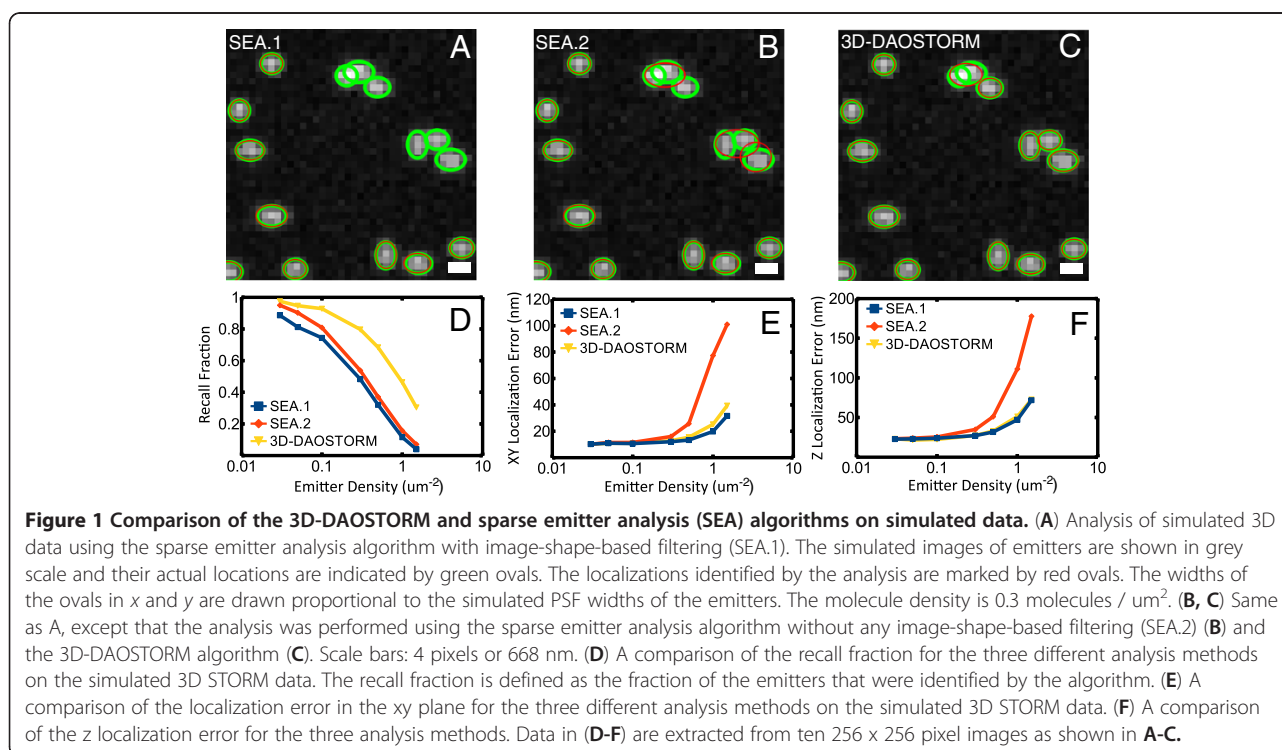 SEA.1
A
SEA.2
B
3D-DAOSTORM
C
1
0.8
0.6
0.4
0.2
0.01
0.1
1
10
Recall Fraction
Emitter Density (um-2)
D
SEA.1
SEA.2
3D-DAOSTORM
120
100
80
60
40
20
0.01
0.1
1
10
XY Localization Error (nm)
Emitter Density (um-2)
E
SEA.1
SEA.2
3D-DAOSTORM
200
150
100
50
0.01
0.1
1
10
Z Localization Error (nm)
Emitter Density (um-2)
F
SEA.1
SEA.2
3D-DAOSTORM
Figure 1 Comparison of the 3D-DAOSTORM and sparse emitter analysis (SEA) algorithms on simulated data. (A) Analysis of simulated 3D
data using the sparse emitter analysis algorithm with image-shape-based filtering (SEA.1). The simulated images of emitters are shown in grey
scale and their actual locations are indicated by green ovals. The localizations identified by the analysis are marked by red ovals. The widths of
the ovals in x and y are drawn proportional to the simulated PSF widths of the emitters. The molecule density is 0.3 molecules / um². (B, C) Same
as A, except that the analysis was performed using the sparse emitter analysis algorithm without any image-shape-based filtering (SEA.2) (B) and
the 3D-DAOSTORM algorithm (C). Scale bars: 4 pixels or 668 nm. (D) A comparison of the recall fraction for the three different analysis methods
on the simulated 3D STORM data. The recall fraction is defined as the fraction of the emitters that were identified by the algorithm. (E) A
comparison of the localization error in the xy plane for the three different analysis methods on the simulated 3D STORM data. (F) A comparison
of the z localization error for the three analysis methods. Data in (D-F) are extracted from ten 256 x 256 pixel images as shown in A-C.